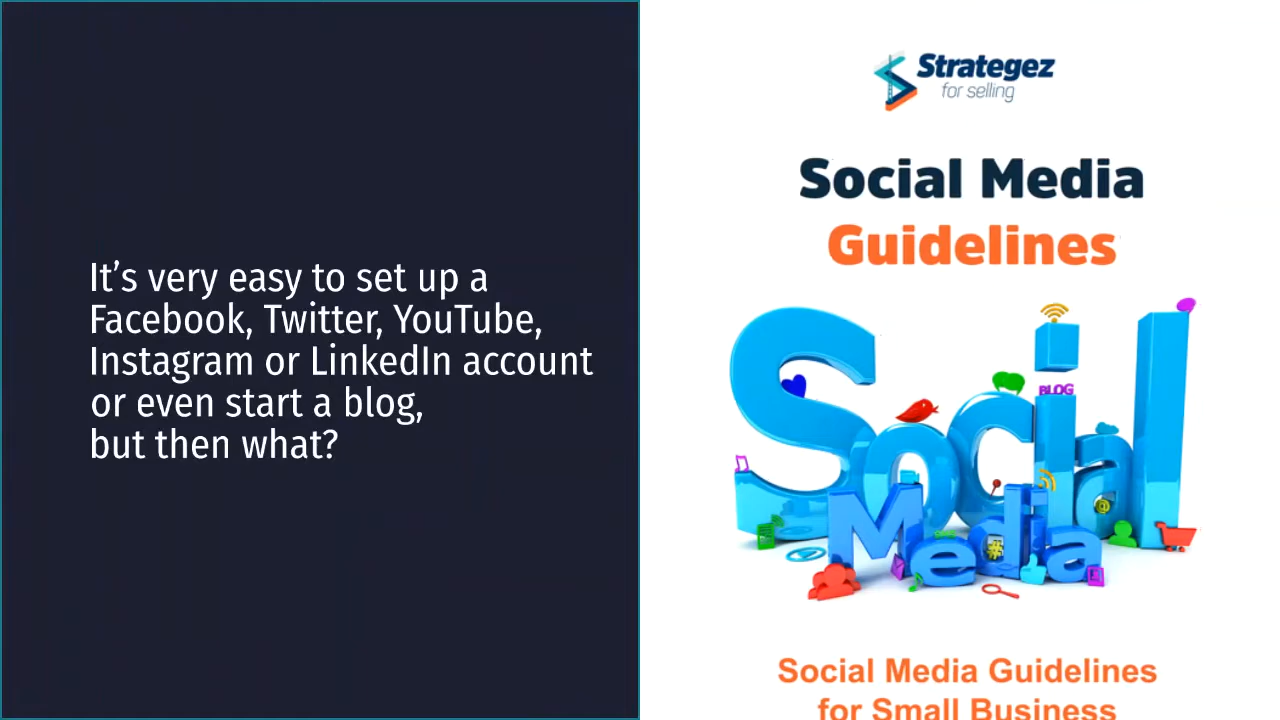 It's very easy to set up a
Facebook, Twitter, YouTube,
Instagram or LinkedIn account
or even start a blog,
but then what?
Strategez
for selling
Social Media
Guidelines
Social
BLOG
Media
@
#
Social Media Guidelines
for Small Business